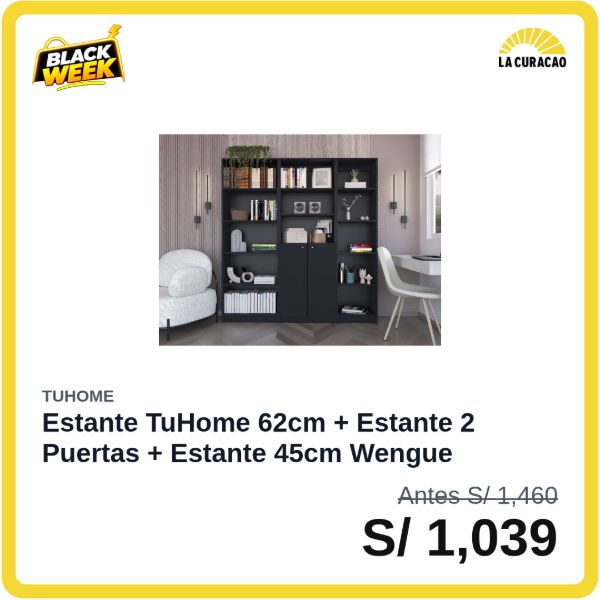 BLACK
WEEK
LA CURACAO
TUHOME
Estante TuHome 62cm + Estante 2
Puertas + Estante 45cm Wengue
Antes S/ 1,460
S/ 1,039